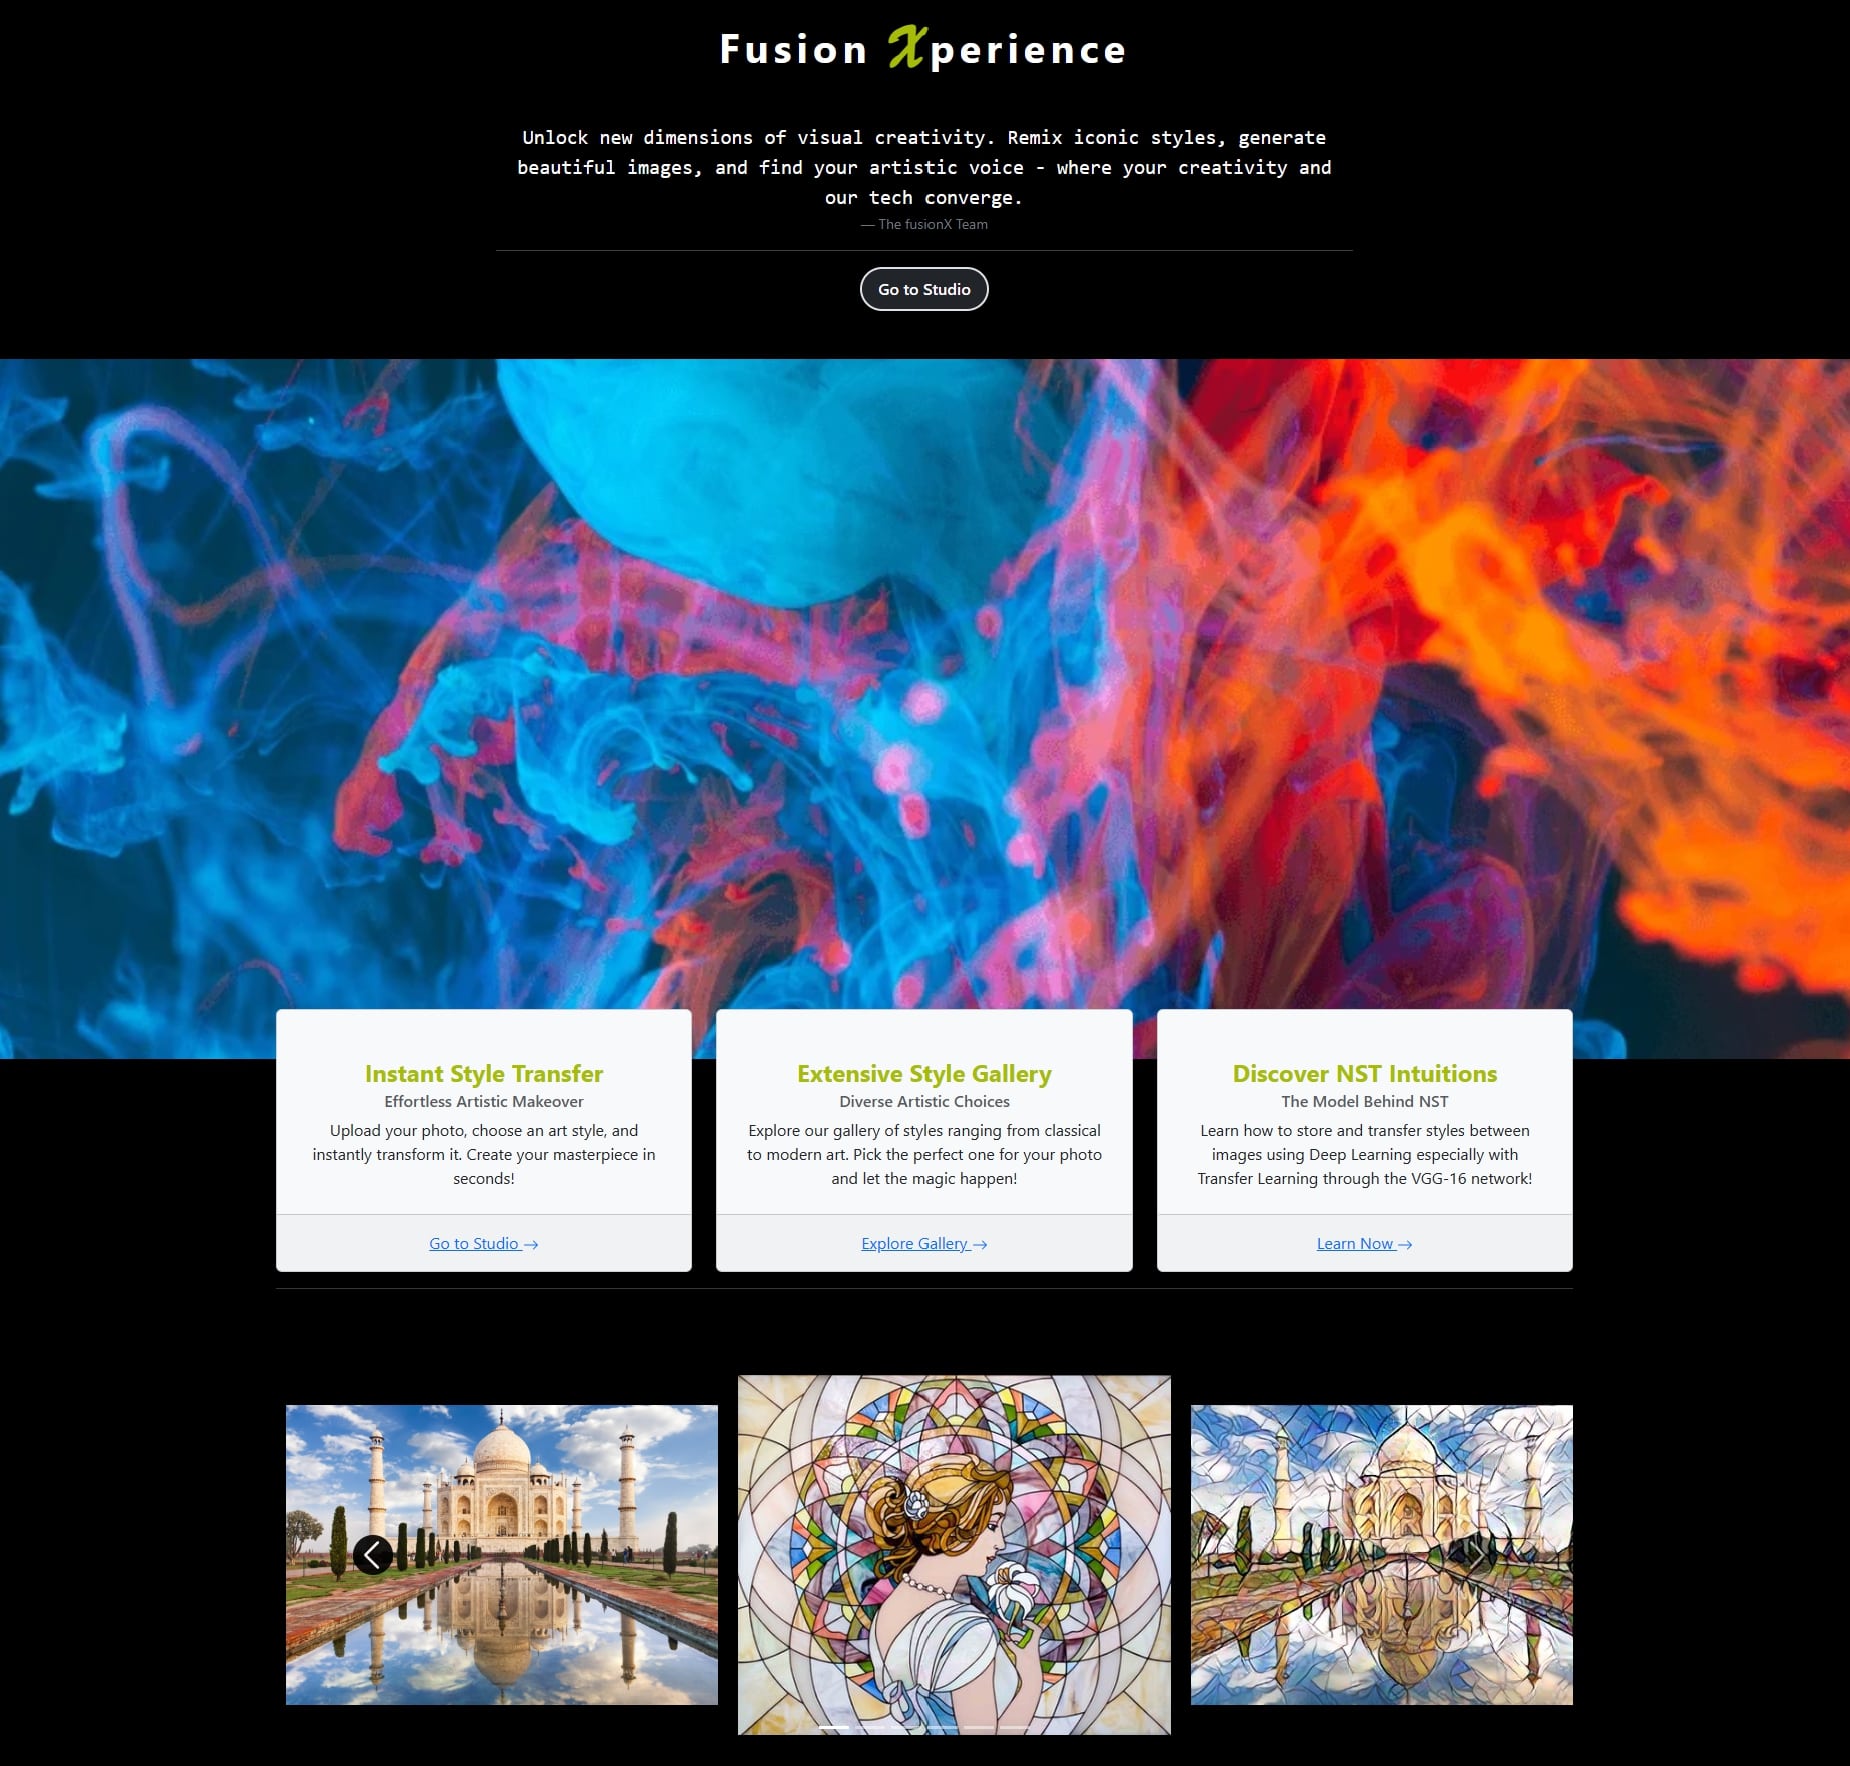 Fusion Xperience
Unlock new dimensions of visual creativity. Remix iconic styles, generate
beautiful images, and find your artistic voice - where your creativity and
our tech converge.
— The fusionX Team
Go to Studio
Instant Style Transfer
Effortless Artistic Makeover
Upload your photo, choose an art style, and
instantly transform it. Create your masterpiece in
seconds!
Go to Studio →
Extensive Style Gallery
Diverse Artistic Choices
Explore our gallery of styles ranging from classical
to modern art. Pick the perfect one for your photo
and let the magic happen!
Explore Gallery →
Discover NST Intuitions
The Model Behind NST
Learn how to store and transfer styles between
images using Deep Learning especially with
Transfer Learning through the VGG-16 network!
Learn Now →